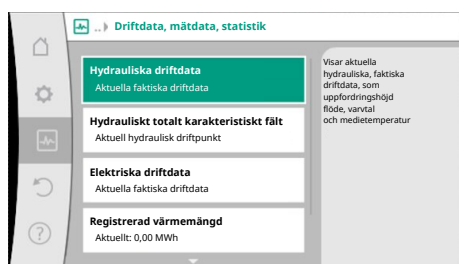 ..› Driftdata, mätdata, statistik
Hydrauliska driftdata
Aktuella faktiska driftdata
Hydrauliskt totalt karakteristiskt fält
Aktuell hydraulisk driftpunkt
Elektriska driftdata
Aktuella faktiska driftdata
Registrerad värmemängd
Aktuellt: 0,00 MWh
Visar aktuella
hydrauliska, faktiska
driftdata, som
uppfordringshöjd
flöde, varvtal
och medietemperatur
?